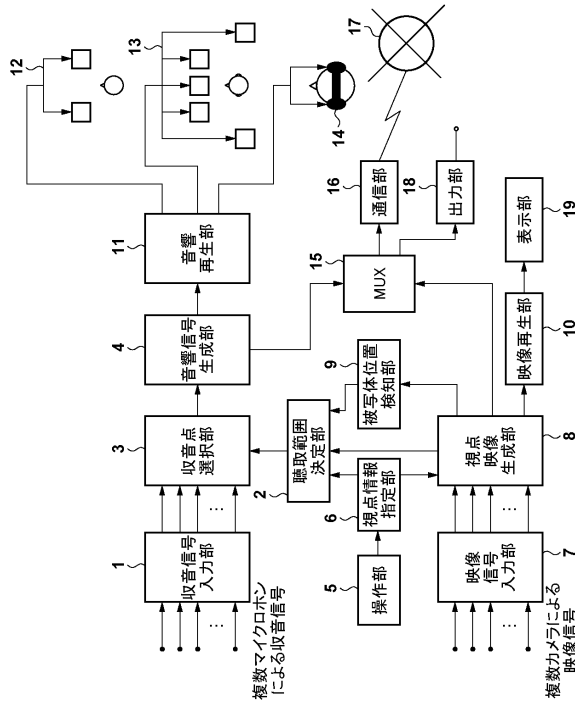 複数マイクロホン
による収音信号
1
収音信号
入力部
⋮
3
収音点
選択部
⋮
4
音響信号
生成部
11
音響
再生部
12
13
14
2
聴取範囲
決定部
5
操作部
6
視点情報
指定部
9
被写体位置
検知部
15
MUX
16
通信部
17
18
出力部
複数カメラによる
映像信号
7
映像
信号
入力部
⋮
8
視点
映像
生成部
⋮
10
映像再生部
19
表示部